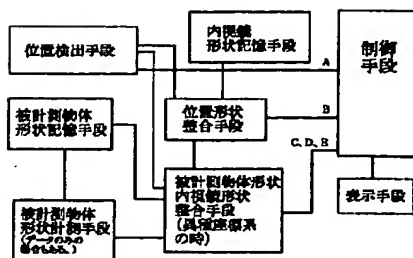 内視鏡
形状記憶手段
位置検出手段
制御
手段
A
位置形状
整合手段
B
被計測物体
形状記憶手段
C、D、E
被計測物体形状
内視鏡形状
整合手段
(異種座標系
の時)
表示手段
被計測物体
形状計測手段
(データのみの
場合もある。)